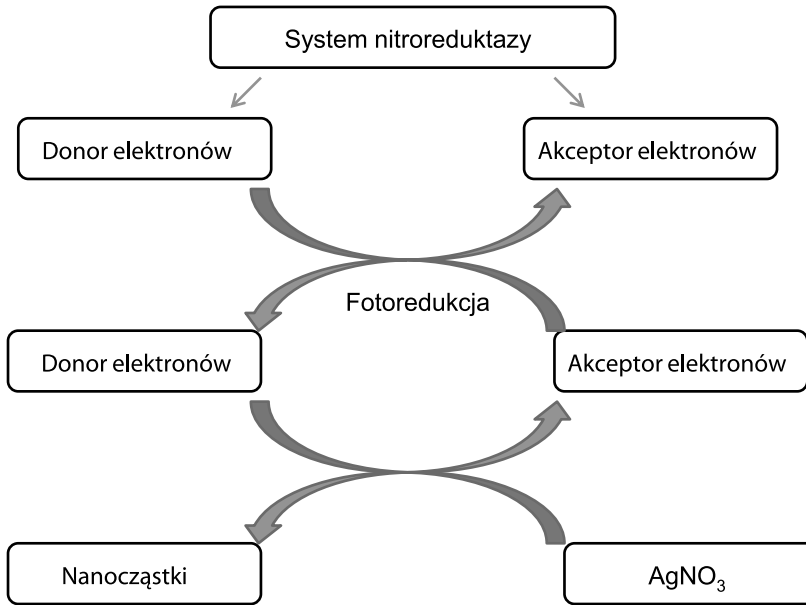 System nitroreduktazy
Donor elektronów
Akceptor elektronów
Fotoredukcja
Donor elektronów
Akceptor elektronów
Nanocząstki
AgNO₃